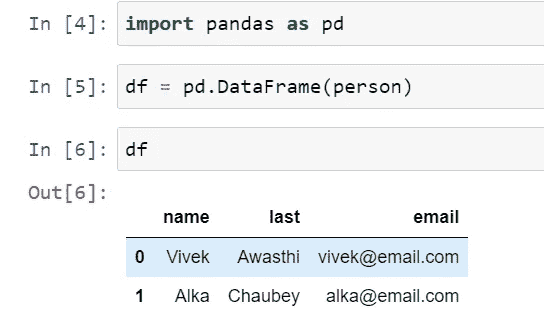 In [4]: import pandas as pd
In [5]: df = pd.DataFrame(person)
In [6]: df
Out[6]:
name last email
0 Vivek Awasthi vivek@email.com
1 Alka Chaubey alka@email.com